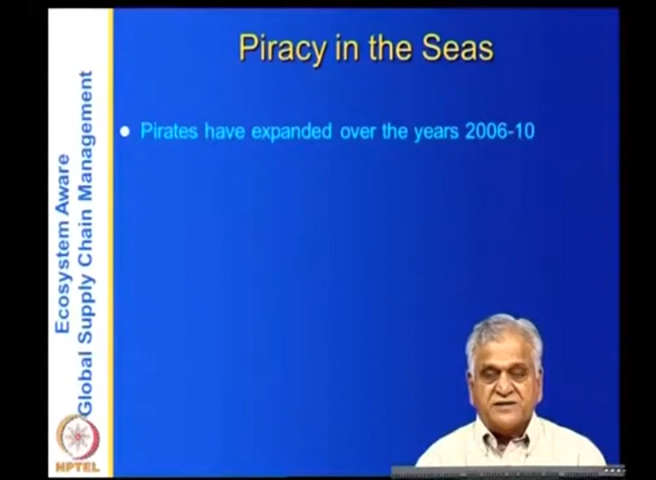 Piracy in the Seas
Pirates have expanded over the years 2006-10
Ecosystem Aware
Global Supply Chain Management
NPTEL